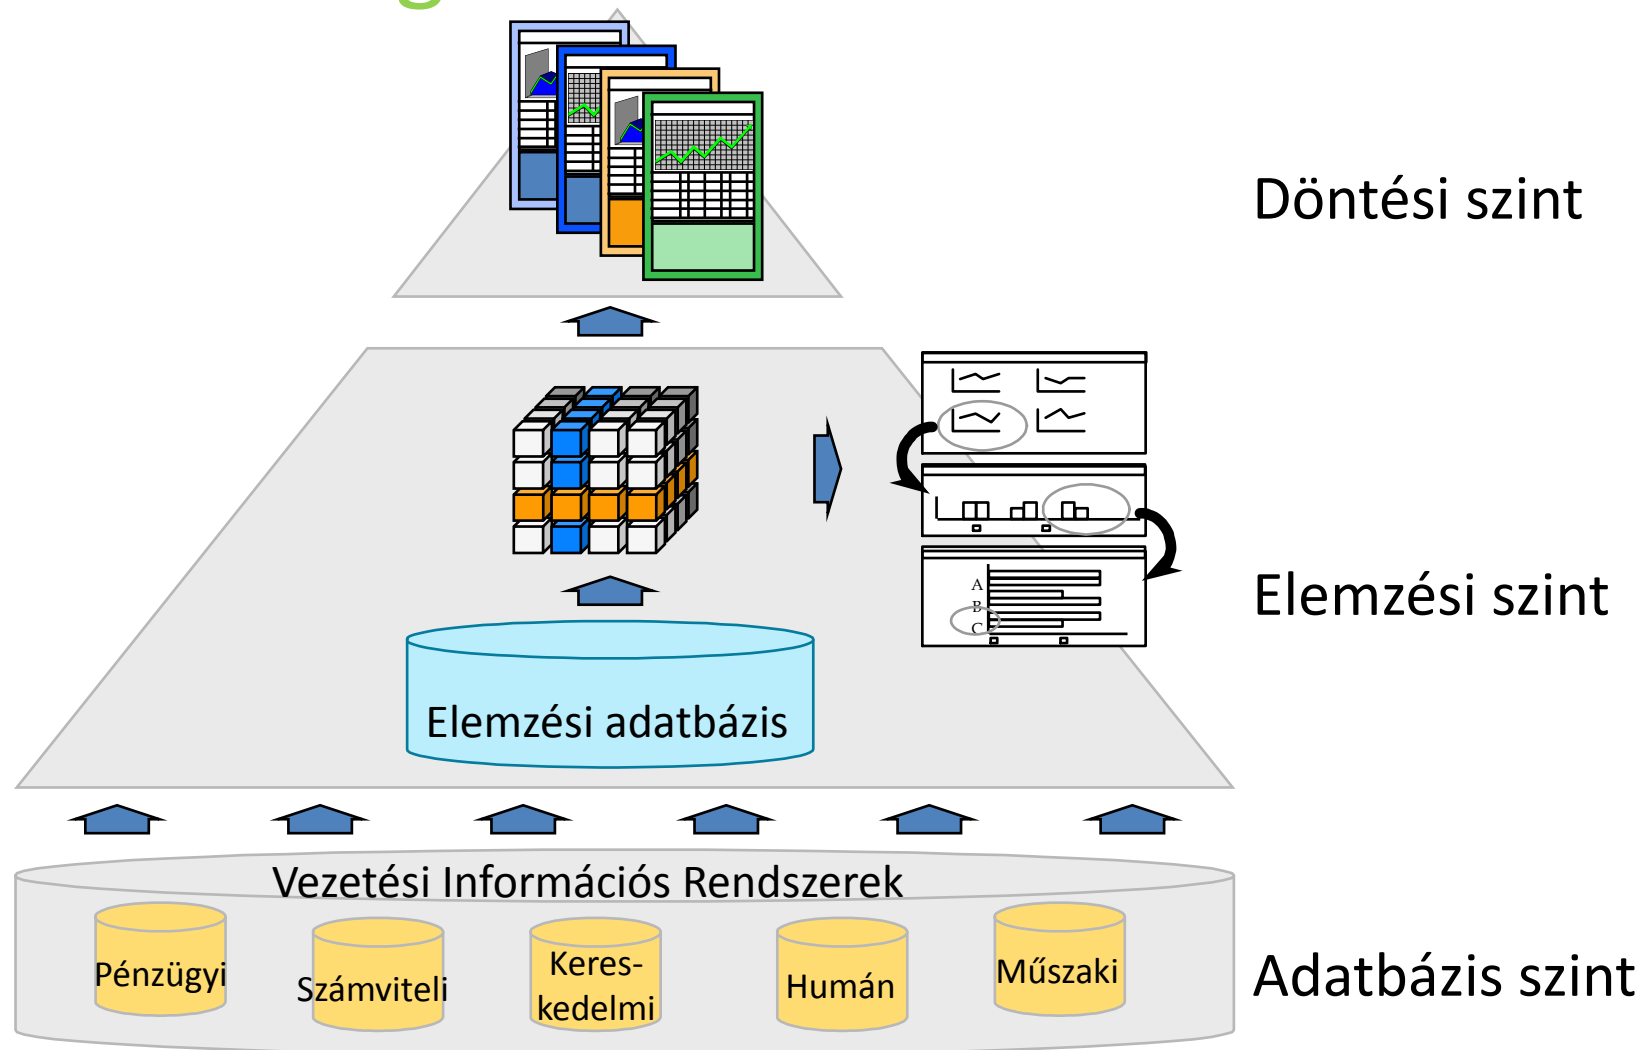 Döntési szint
A
B
C
Elemzési szint
Elemzési adatbázis
Vezetési Információs Rendszerek
Pénzügyi
Számviteli
Keres-
kedelmi
Humán
Műszaki
Adatbázis szint